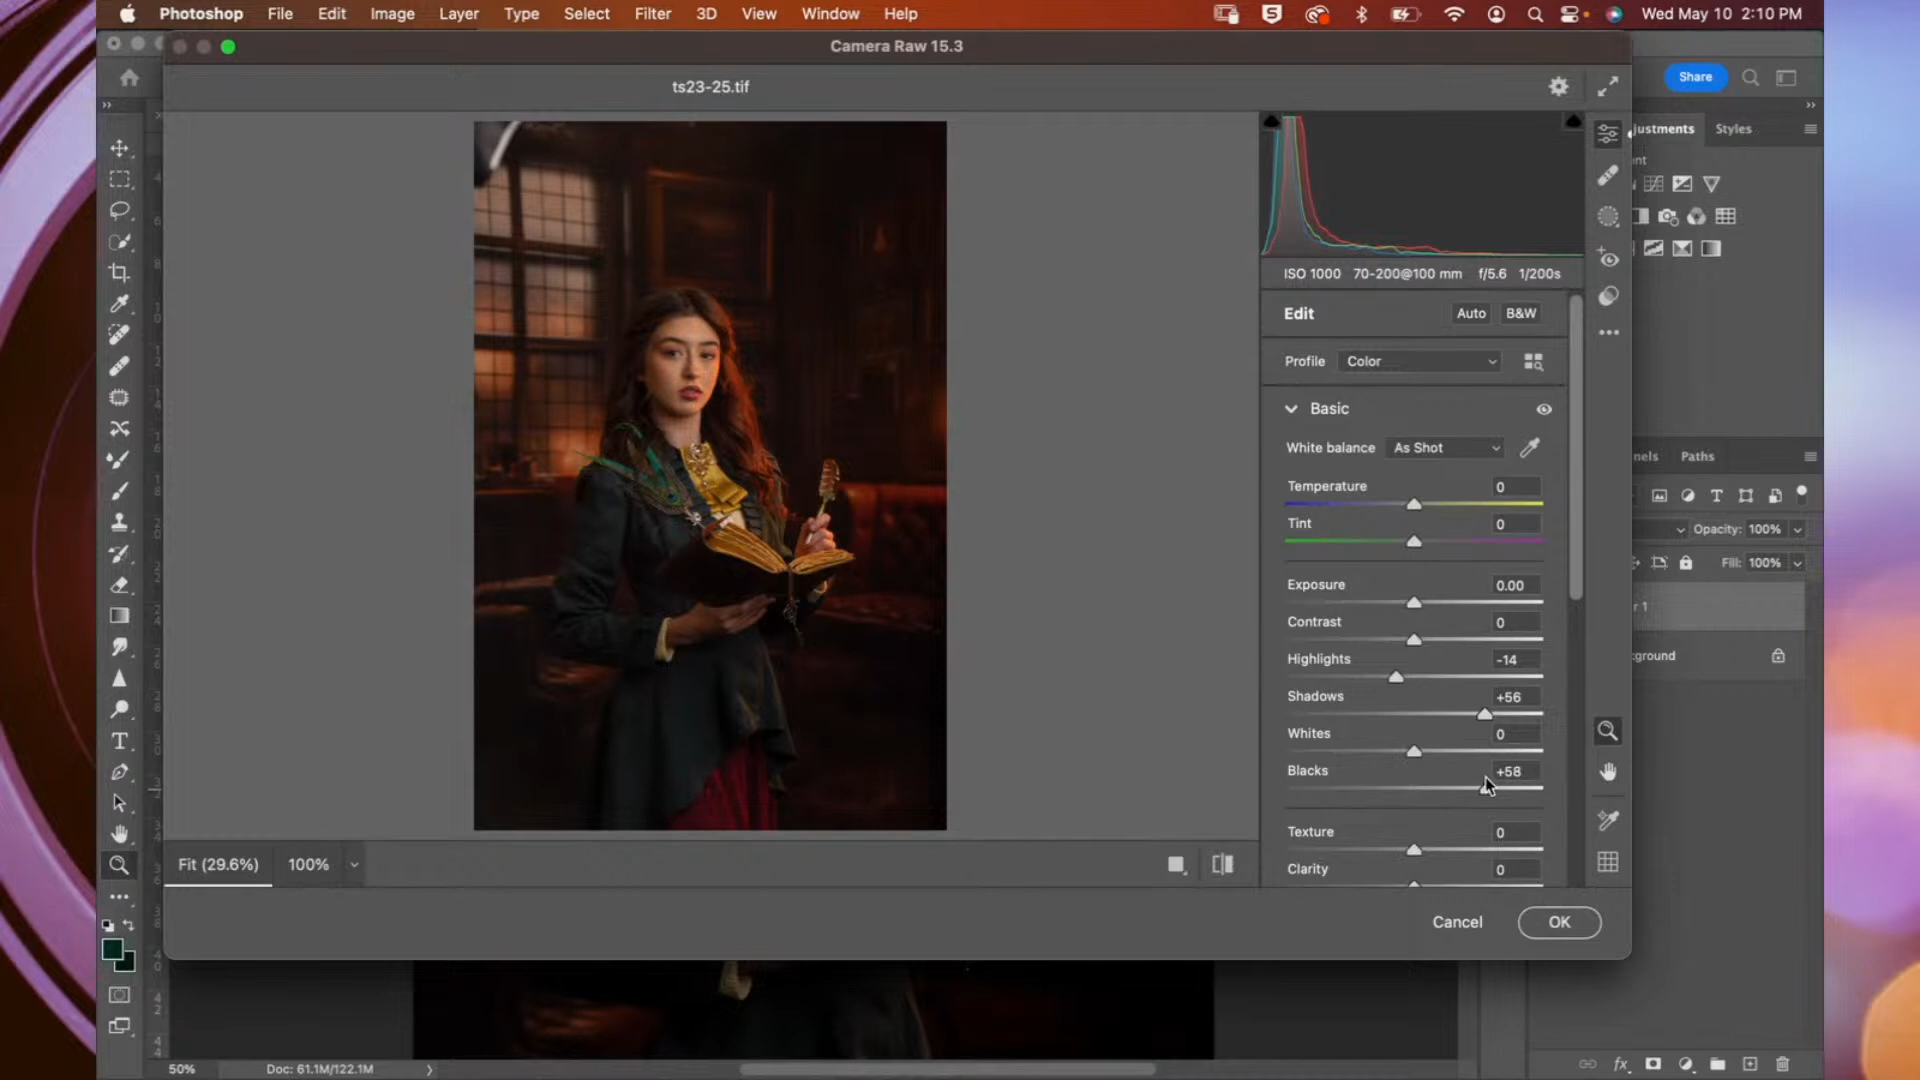 Photoshop File Edit Image Layer Type Select Filter 3D View Window Help Wed May 10 2:10 PM
Camera Raw 15.3
Share
ts23-25.tif
justments Styles
nt
ISO 1000 70-200@100 mm f/5.6 1/200s
Edit Auto B&W
Profile Color
Basic
White balance As Shot
nels Paths
Temperature 0
Tint 0
Opacity: 100%
Fill: 100%
Exposure 0.00
r 1
Contrast 0
Highlights -14
ground
Shadows +56
Whites 0
Blacks +58
Texture 0
Clarity 0
Fit (29.6%) 100%
Cancel OK
50% Doc: 61.1M/122.1M